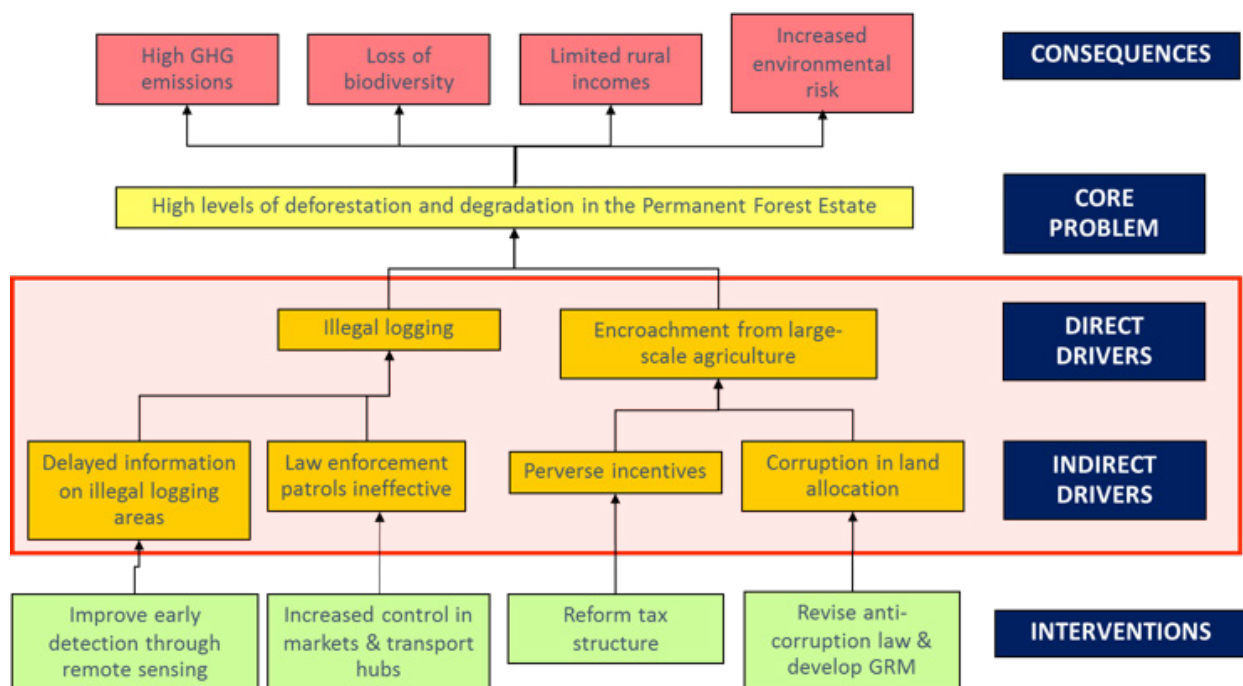 High GHG
emissions
Loss of
biodiversity
Limited rural
incomes
Increased
environmental
risk
CONSEQUENCES
High levels of deforestation and degradation in the Permanent Forest Estate
CORE
PROBLEM
Illegal logging
Encroachment from large-
scale agriculture
DIRECT
DRIVERS
Delayed information
on illegal logging
areas
Law enforcement
patrols ineffective
Perverse incentives
Corruption in land
allocation
INDIRECT
DRIVERS
Improve early
detection through
remote sensing
Increased control in
markets & transport
hubs
Reform tax
structure
Revise anti-
corruption law &
develop GRM
INTERVENTIONS